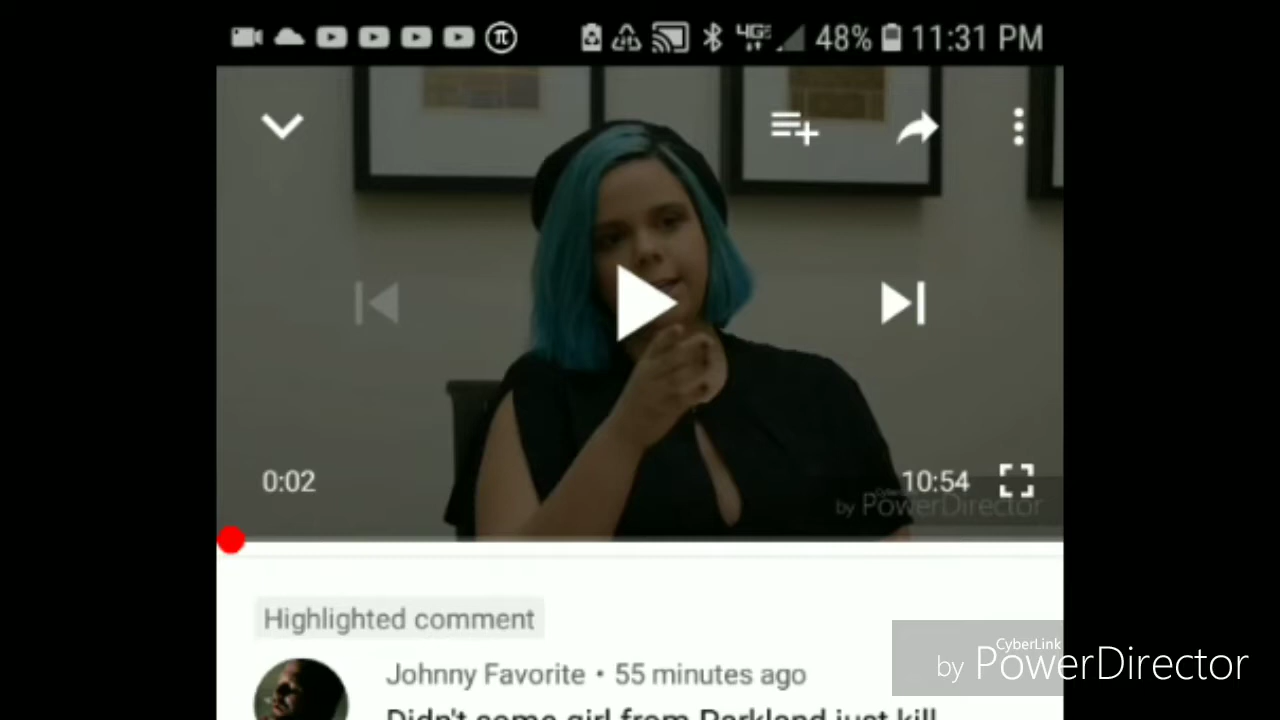 48% 11:31 PM
0:02
10:54
by PowerDirector
Highlighted comment
Johnny Favorite • 55 minutes ago
CyberLink
by PowerDirector
Didn't some girl from Parkland just kill